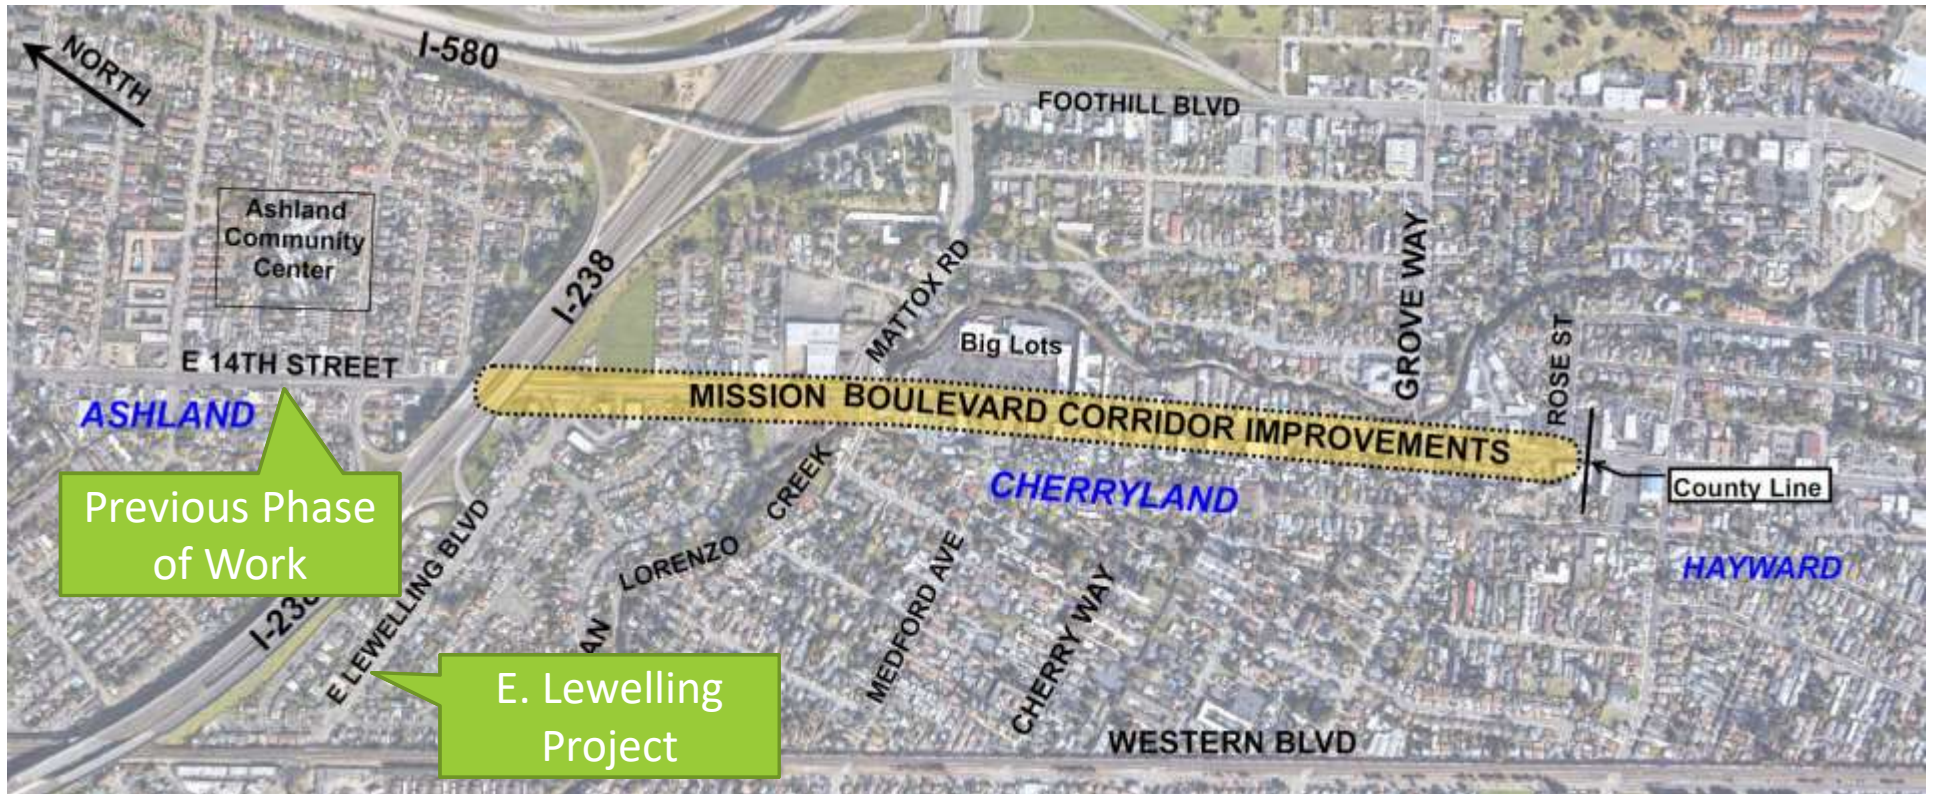 NORTH
I-580
FOOTHILL BLVD
Ashland
Community
Center
I-238
MATTOX RD
GROVE WAY
ROSE ST
Big Lots
E 14TH STREET
ASHLAND
MISSION BOULEVARD CORRIDOR IMPROVEMENTS
CHERRYLAND
County Line
HAYWARD
Previous Phase
of Work
I-238
E LEWELLING BLVD
CREEK
LORENZO
AN
MEDFORD AVE
CHERRY WAY
E. Lewelling
Project
WESTERN BLVD